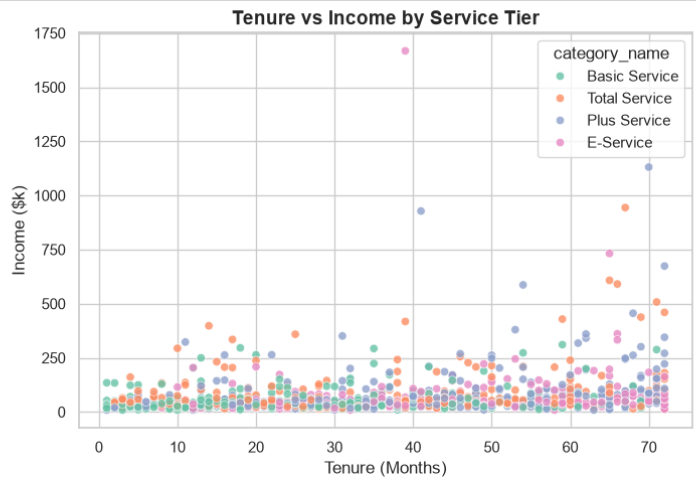 Tenure vs Income by Service Tier
1750
1500
1250
1000
750
500
250
0
Income ($k)
category_name
Basic Service
Total Service
Plus Service
E-Service
0 10 20 30 40 50 60 70
Tenure (Months)